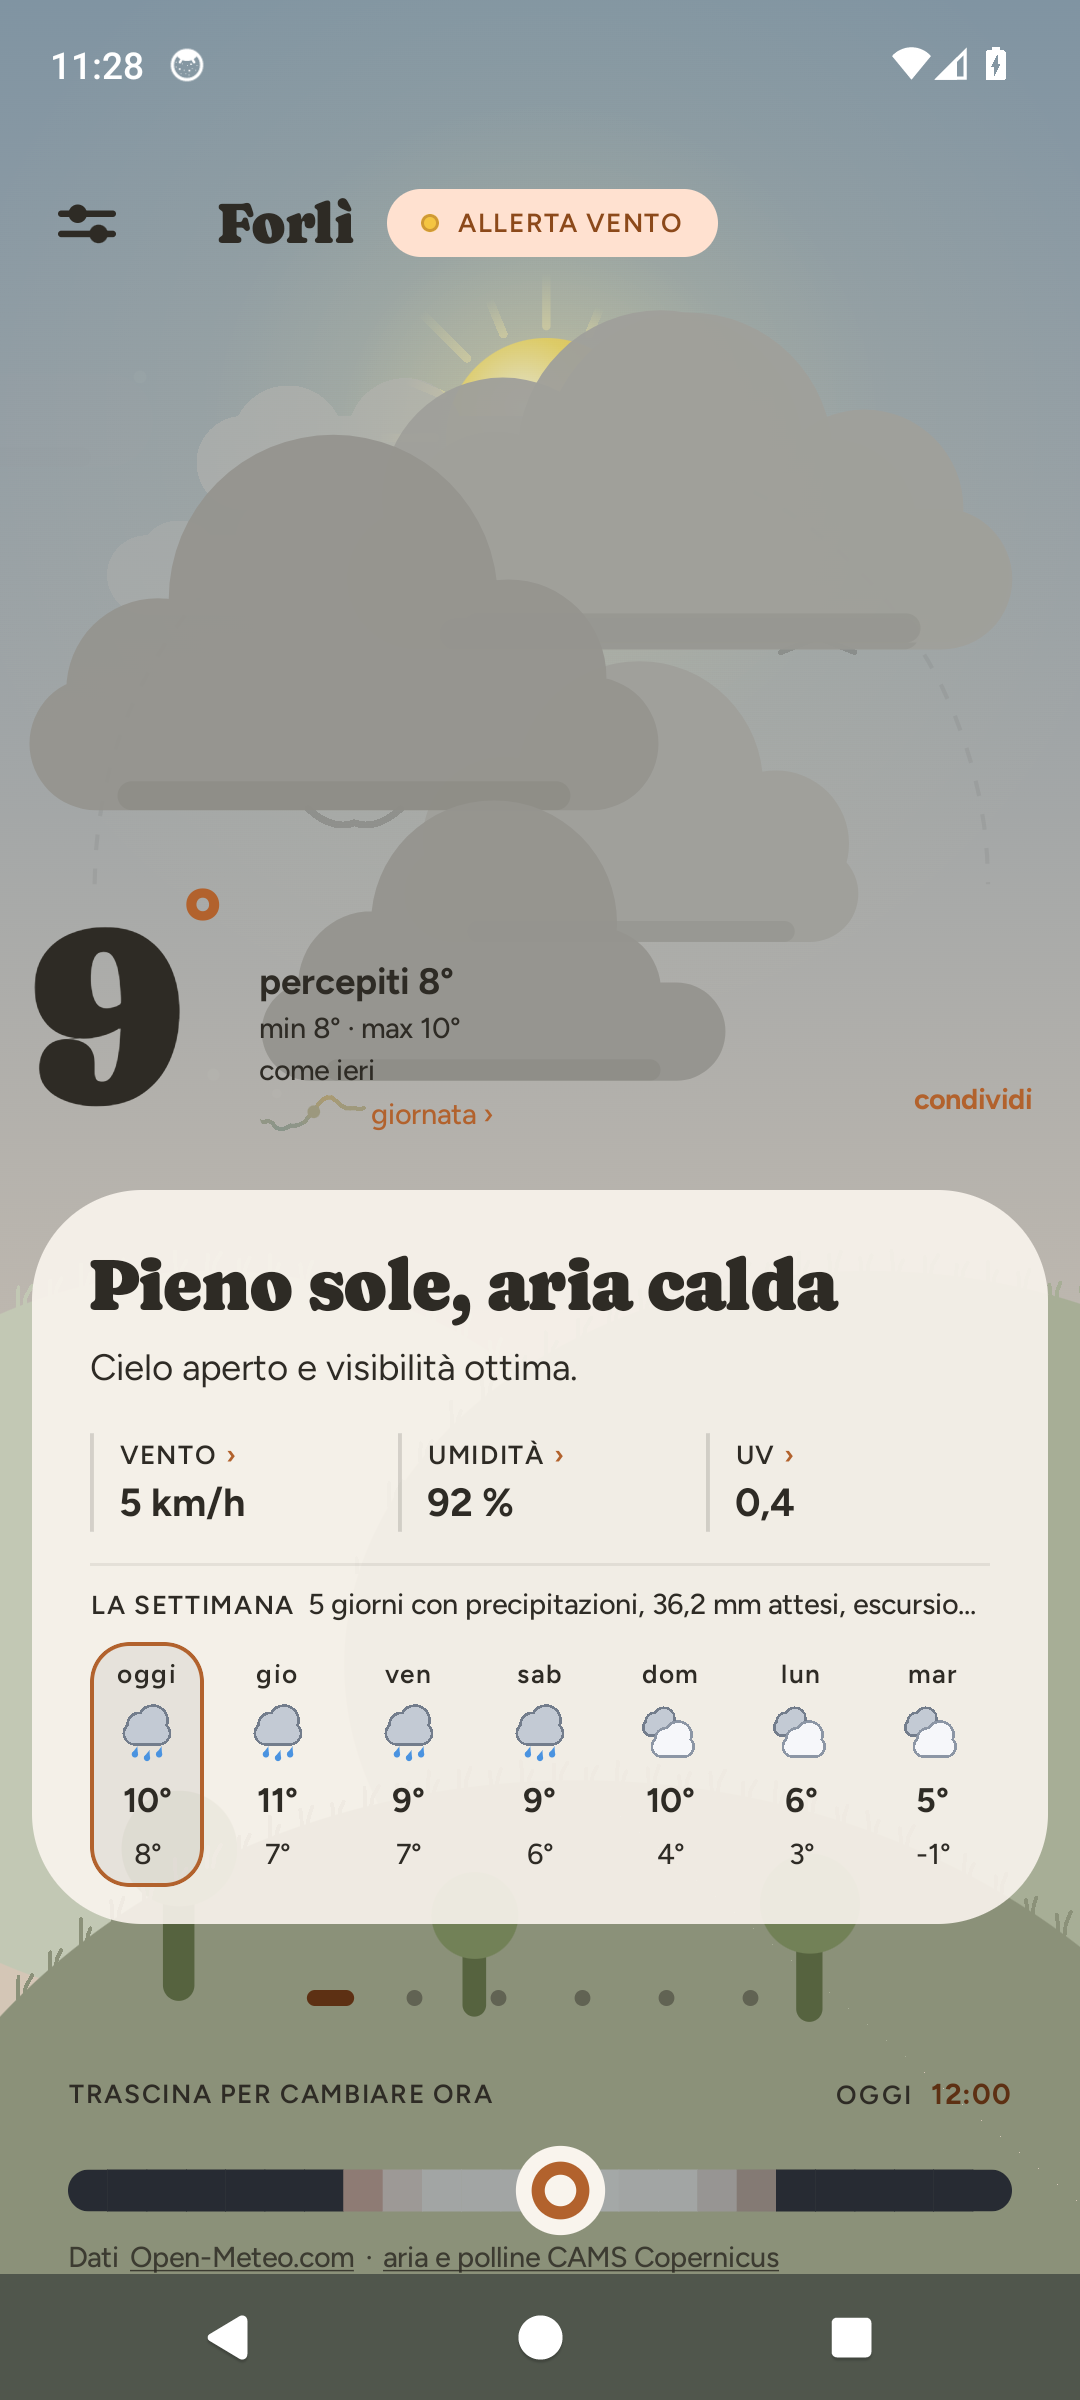 11:28
Forlì
ALLERTA VENTO
9°
percepiti 8°
min 8° · max 10°
come ieri
giornata ›
condividi
Pieno sole, aria calda
Cielo aperto e visibilità ottima.
VENTO › UMIDITÀ › UV ›
5 km/h 92 % 0,4
LA SETTIMANA 5 giorni con precipitazioni, 36,2 mm attesi, escursio...
oggi gio ven sab dom lun mar
10° 11° 9° 9° 10° 6° 5°
8° 7° 7° 6° 4° 3° -1°
TRASCINA PER CAMBIARE ORA OGGI 12:00
Dati Open-Meteo.com · aria e polline CAMS Copernicus